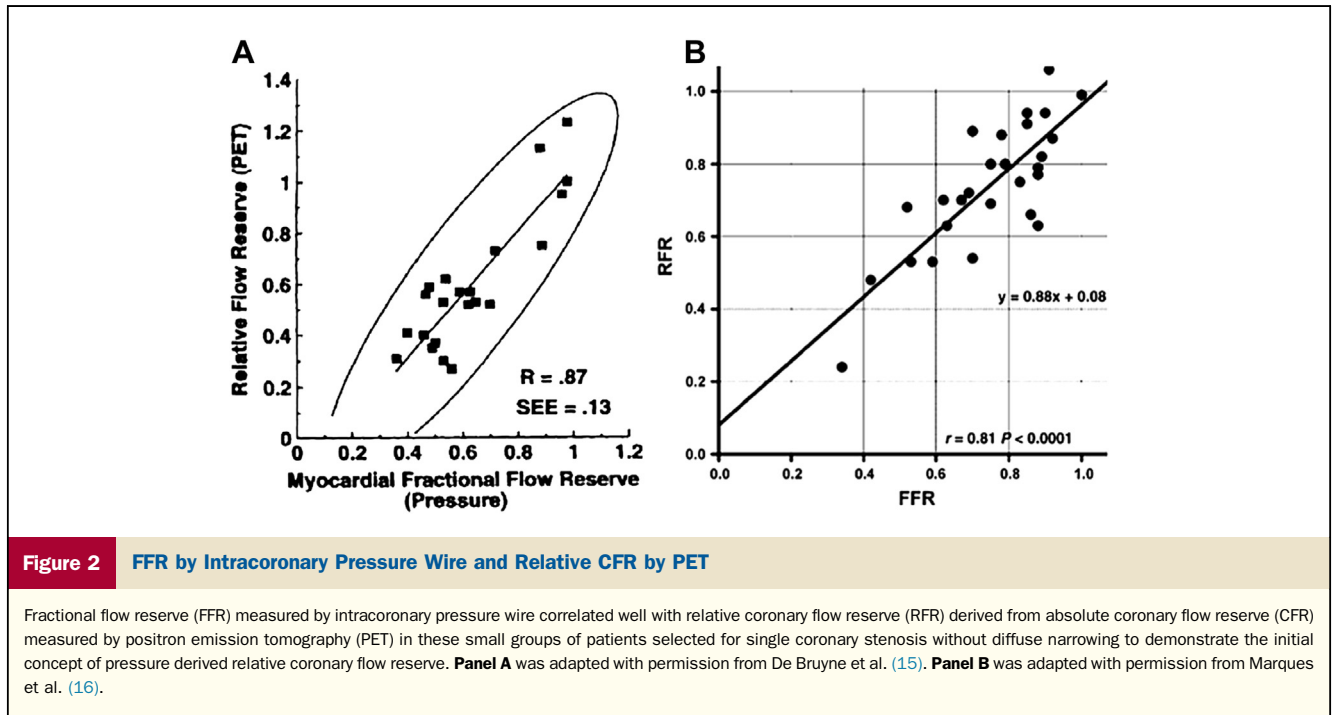 A
1.4
1.2
1
0.8
0.6
0.4
0.2
0
Relative Flow Reserve (PET)
R = .87
SEE = .13
0 0.2 0.4 0.6 0.8 1.0 1.2
Myocardial Fractional Flow Reserve
(Pressure)
B
1.0
0.8
0.6
0.4
0.2
0.0
RFR
y = 0.88x + 0.08
r = 0.81 P < 0.0001
0.0 0.2 0.4 0.6 0.8 1.0
FFR
Figure 2 FFR by Intracoronary Pressure Wire and Relative CFR by PET
Fractional flow reserve (FFR) measured by intracoronary pressure wire correlated well with relative coronary flow reserve (RFR) derived from absolute coronary flow reserve (CFR)
measured by positron emission tomography (PET) in these small groups of patients selected for single coronary stenosis without diffuse narrowing to demonstrate the initial
concept of pressure derived relative coronary flow reserve. Panel A was adapted with permission from De Bruyne et al. (15). Panel B was adapted with permission from Marques
et al. (16).